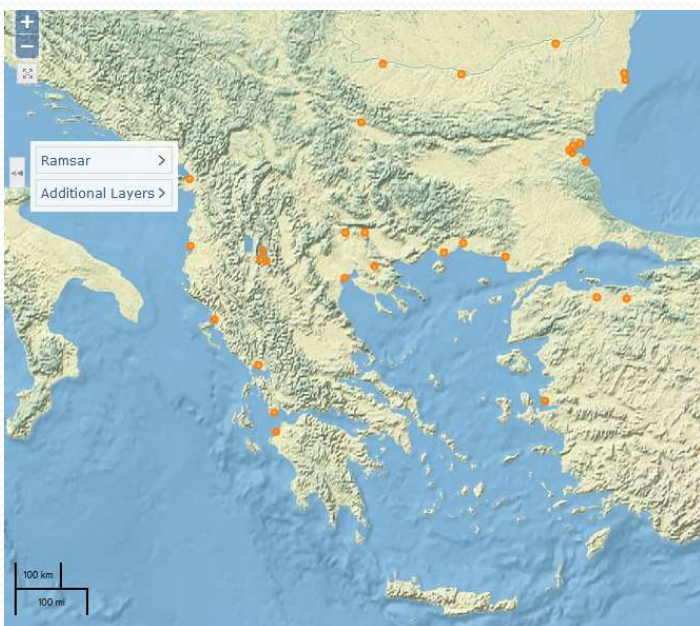 +
−
Ramsar >
Additional Layers >
100 km
100 mi